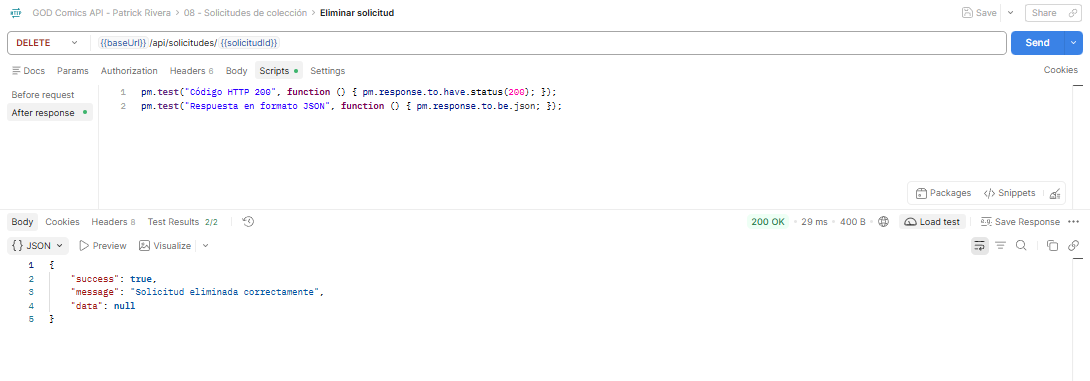 HTTP GOD Comics API - Patrick Rivera > 08 - Solicitudes de colección > Eliminar solicitud Save Share
DELETE {{baseUrl}} /api/solicitudes/ {{solicitudId}} Send
Docs Params Authorization Headers 6 Body Scripts Settings Cookies
Before request
After response
1 pm.test("Código HTTP 200", function () { pm.response.to.have.status(200); });
2 pm.test("Respuesta en formato JSON", function () { pm.response.to.be.json; });
Packages </> Snippets
Body Cookies Headers 8 Test Results 2/2 200 OK • 29 ms • 400 B Load test e.g. Save Response
{} JSON Preview Visualize
1 {
2 "success": true,
3 "message": "Solicitud eliminada correctamente",
4 "data": null
5 }